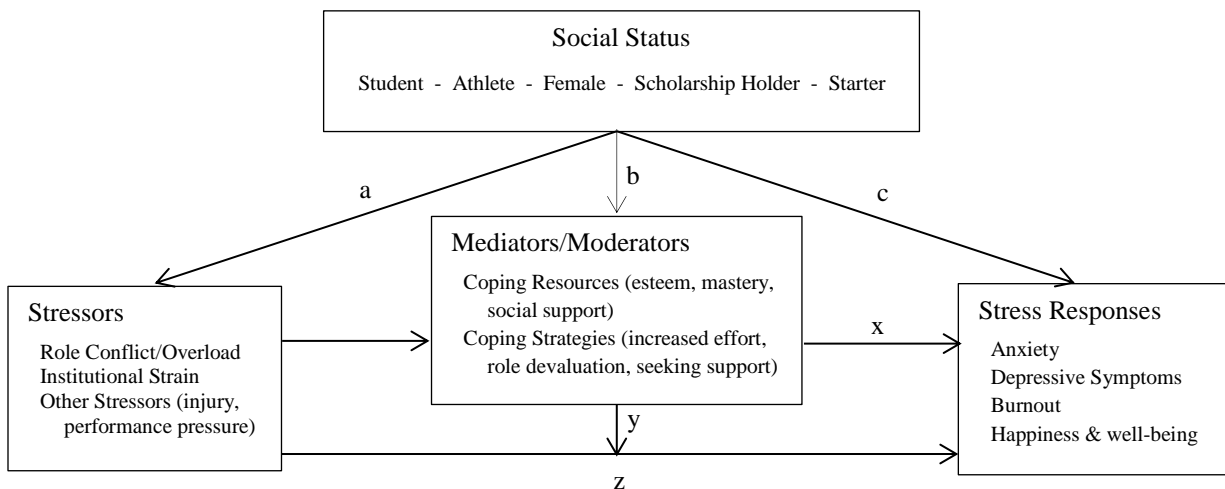 Social Status
Student - Athlete - Female - Scholarship Holder - Starter
a
b
c
Mediators/Moderators
Coping Resources (esteem, mastery,
social support)
Coping Strategies (increased effort,
role devaluation, seeking support)
Stressors
Role Conflict/Overload
Institutional Strain
Other Stressors (injury,
performance pressure)
x
Stress Responses
Anxiety
Depressive Symptoms
Burnout
Happiness & well-being
y
z